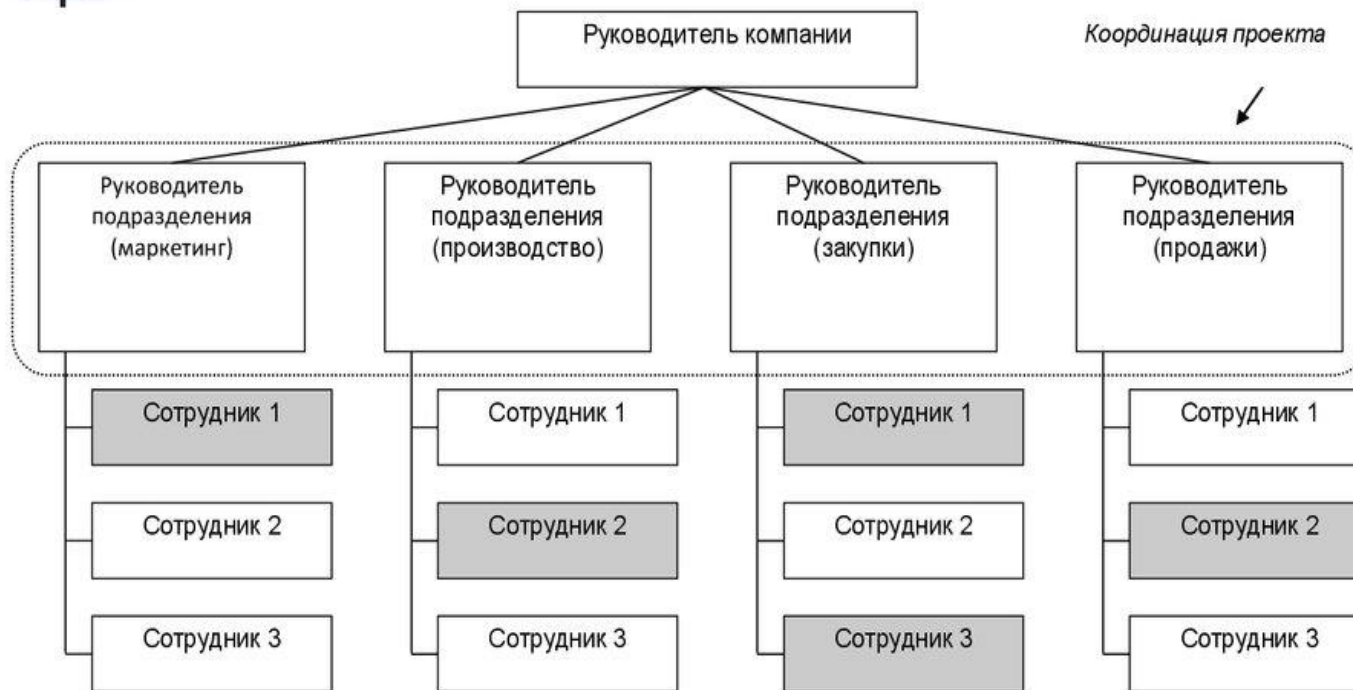 Руководитель компании
Координация проекта
Руководитель
подразделения
(маркетинг)
Руководитель
подразделения
(производство)
Руководитель
подразделения
(закупки)
Руководитель
подразделения
(продажи)
Сотрудник 1
Сотрудник 1
Сотрудник 1
Сотрудник 1
Сотрудник 2
Сотрудник 2
Сотрудник 2
Сотрудник 2
Сотрудник 3
Сотрудник 3
Сотрудник 3
Сотрудник 3